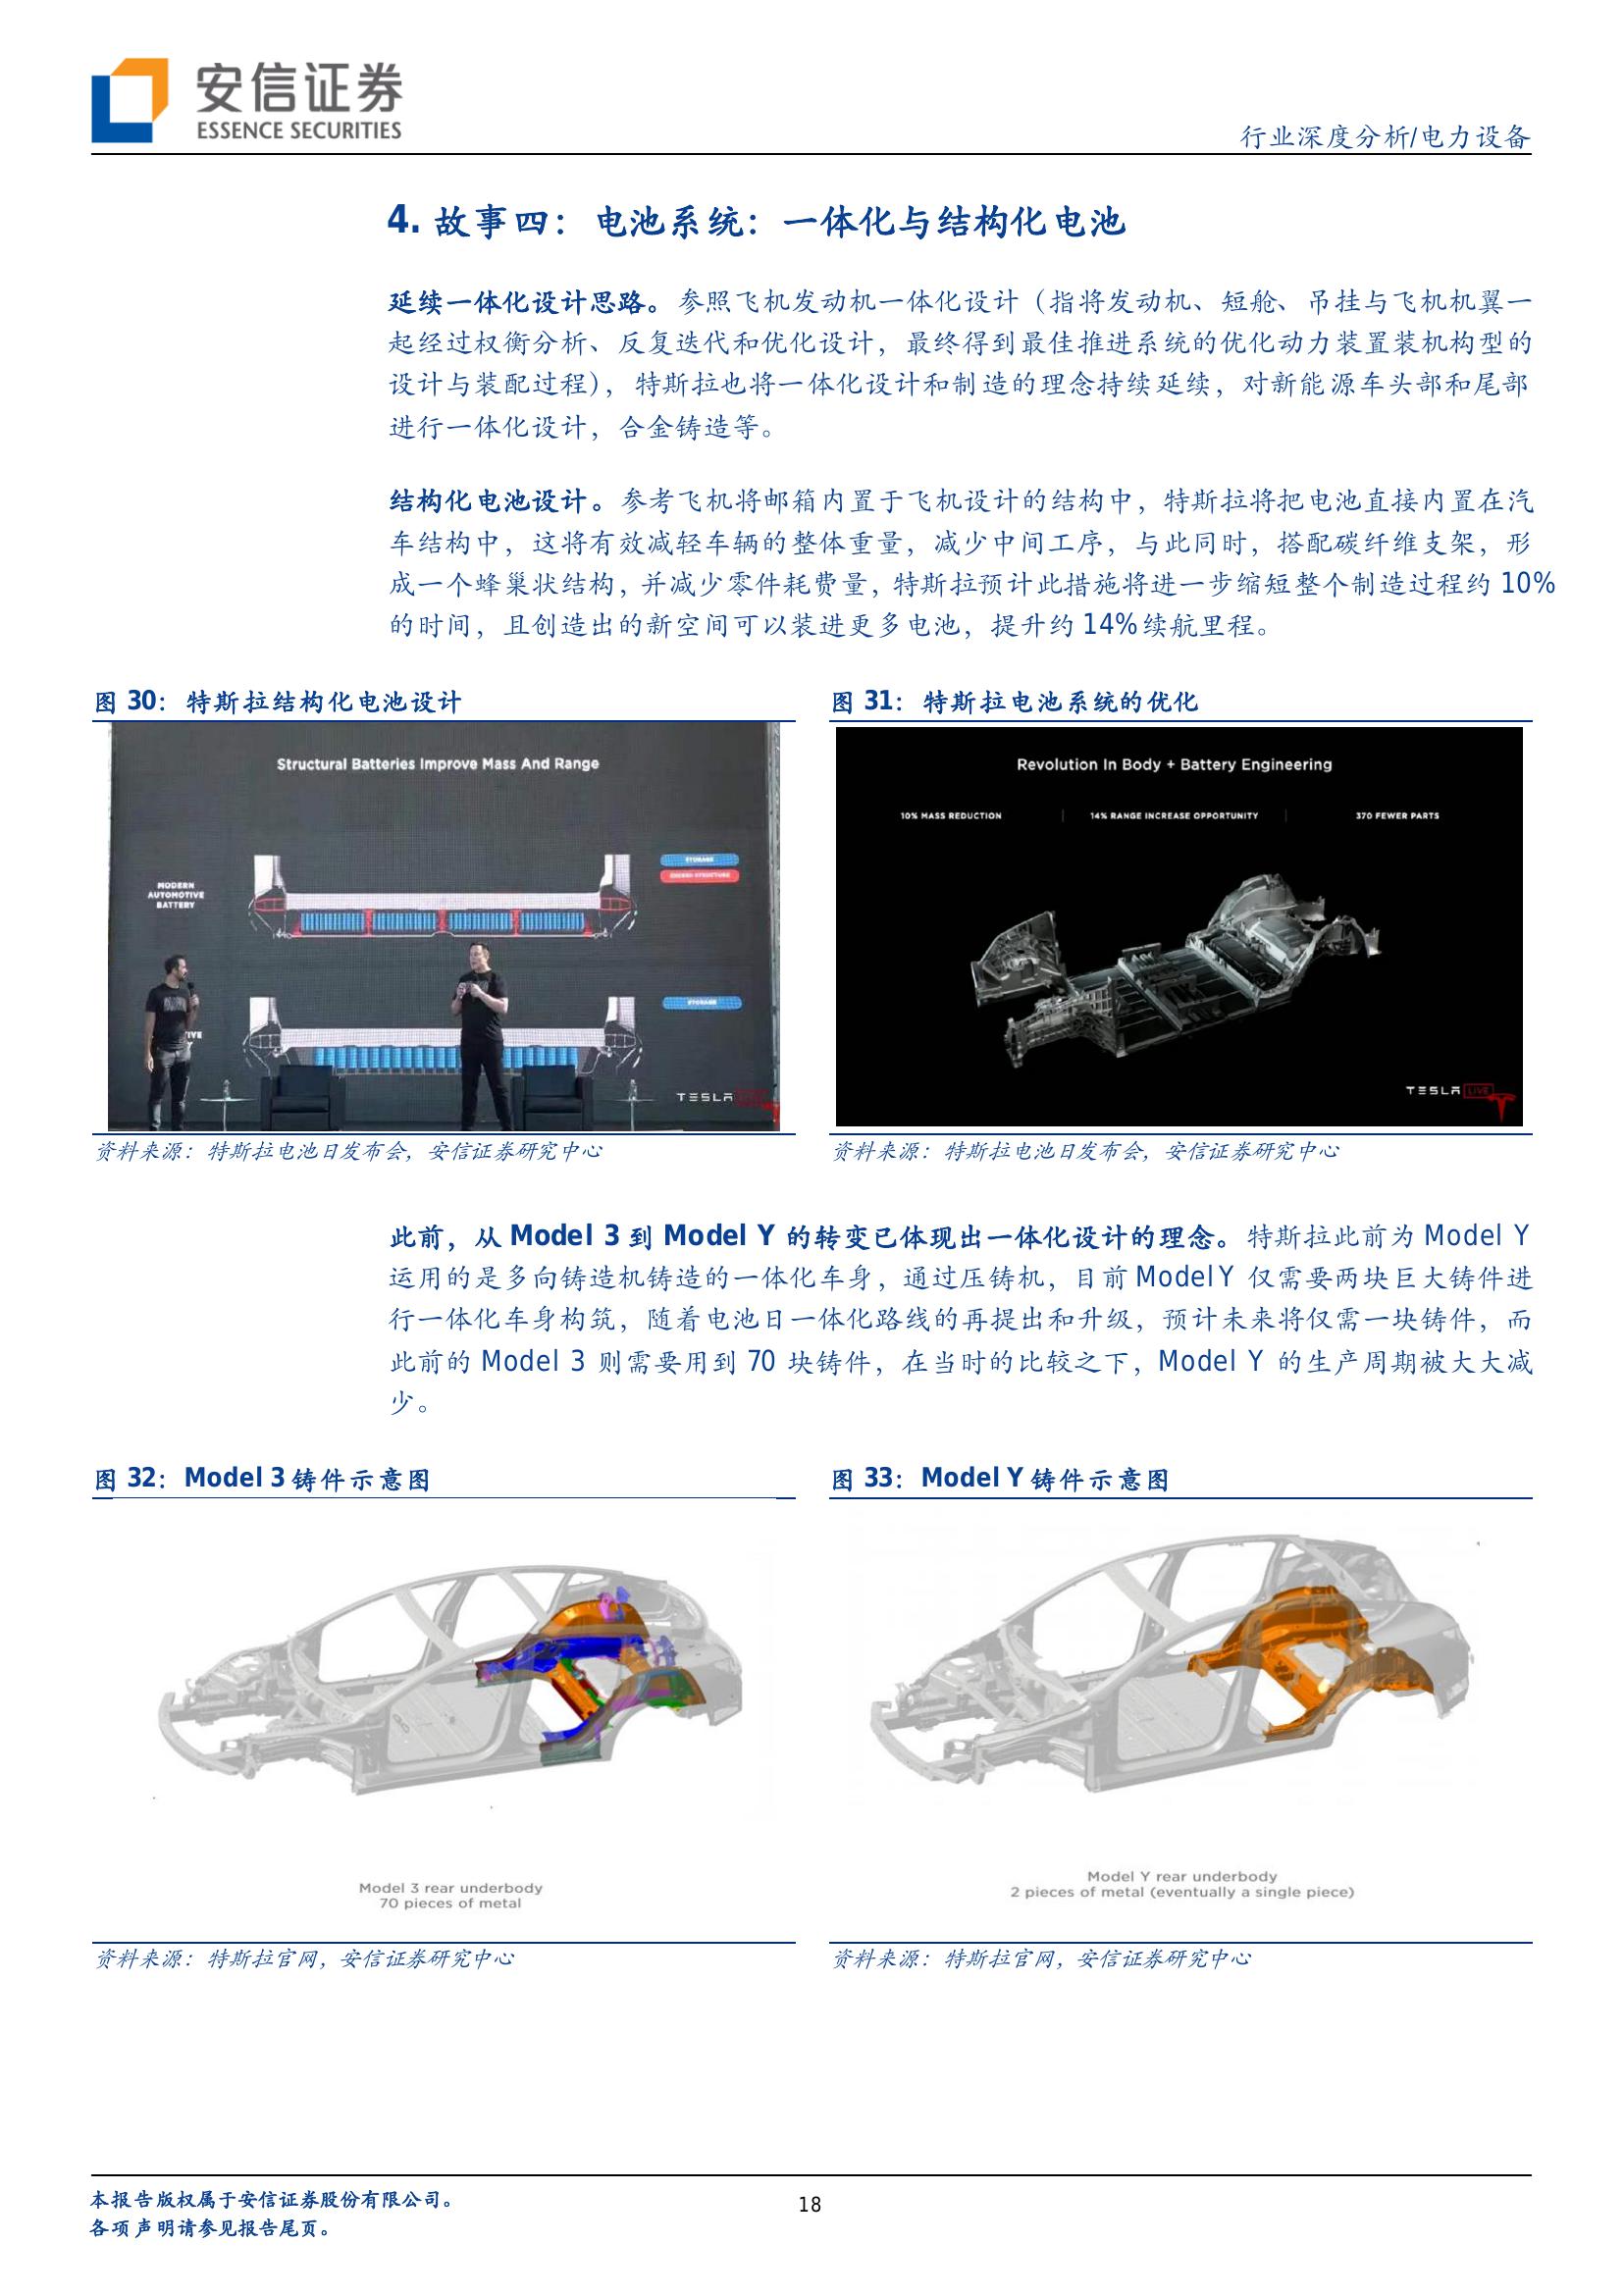 安信证券
ESSENCE SECURITIES
行业深度分析/电力设备
4. 故事四：电池系统：一体化与结构化电池
延续一体化设计思路。参照飞机发动机一体化设计（指将发动机、短舱、吊挂与飞机机翼一
起经过权衡分析、反复迭代和优化设计，最终得到最佳推进系统的优化动力装置装机构型的
设计与装配过程），特斯拉也将一体化设计和制造的理念持续延续，对新能源车头部和尾部
进行一体化设计，合金铸造等。
结构化电池设计。参考飞机将邮箱内置于飞机设计的结构中，特斯拉将把电池直接内置在汽
车结构中，这将有效减轻车辆的整体重量，减少中间工序，与此同时，搭配碳纤维支架，形
成一个蜂巢状结构，并减少零件耗费量，特斯拉预计此措施将进一步缩短整个制造过程约 10%
的时间，且创造出的新空间可以装进更多电池，提升约 14%续航里程。
图 30：特斯拉结构化电池设计
Structural Batteries Improve Mass And Range
MODERN
AUTOMOTIVE
BATTERY
STORAGE
STORAGE
TESLA
资料来源：特斯拉电池日发布会，安信证券研究中心
图 31：特斯拉电池系统的优化
Revolution In Body + Battery Engineering
10% MASS REDUCTION
14% RANGE INCREASE OPPORTUNITY
370 FEWER PARTS
TESLA LIVE
资料来源：特斯拉电池日发布会，安信证券研究中心
此前，从 Model 3 到 Model Y 的转变已体现出一体化设计的理念。特斯拉此前为 Model Y
运用的是多向铸造机铸造的一体化车身，通过压铸机，目前 Model Y 仅需要两块巨大铸件进
行一体化车身构筑，随着电池日一体化路线的再提出和升级，预计未来将仅需一块铸件，而
此前的 Model 3 则需要用到 70 块铸件，在当时的比较之下，Model Y 的生产周期被大大减
少。
图 32：Model 3 铸件示意图
Model 3 rear underbody
70 pieces of metal
资料来源：特斯拉官网，安信证券研究中心
图 33：Model Y 铸件示意图
Model Y rear underbody
2 pieces of metal (eventually a single piece)
资料来源：特斯拉官网，安信证券研究中心
本报告版权属于安信证券股份有限公司。
各项声明请参见报告尾页。
18